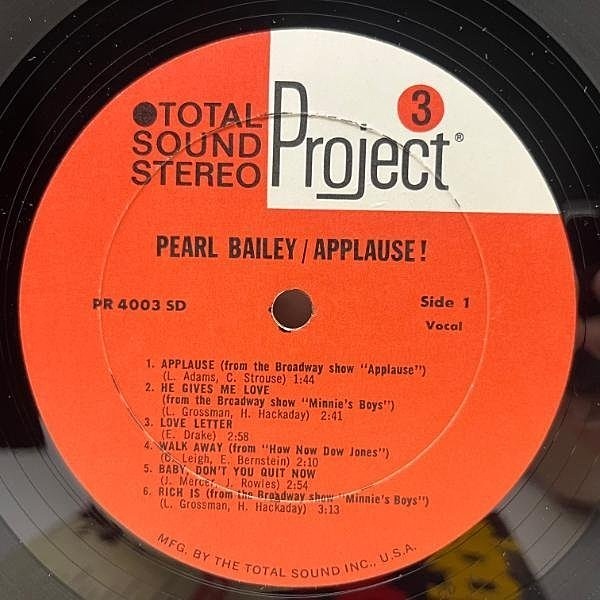 ●TOTAL
SOUND
STEREO
Project 3®
PEARL BAILEY/APPLAUSE!
PR 4003 SD
Side 1
Vocal
1. APPLAUSE (from the Broadway show "Applause")
(L. Adams, C. Strouse) 1:44
2. HE GIVES ME LOVE
(from the Broadway show "Minnie's Boys")
(L. Grossman, H. Hackaday) 2:41
3. LOVE LETTER
(E. Drake) 2:58
4. WALK AWAY (from "How Now Dow Jones")
(C. Leigh, E. Bernstein) 2:10
5. BABY, DON'T YOU QUIT NOW
(J. Mercer, J. Rowles) 2:54
6. RICH IS (from the Broadway show "Minnie's Boys")
(L. Grossman, H. Hackaday) 3:13
MFG. BY THE TOTAL SOUND INC., U.S.A.